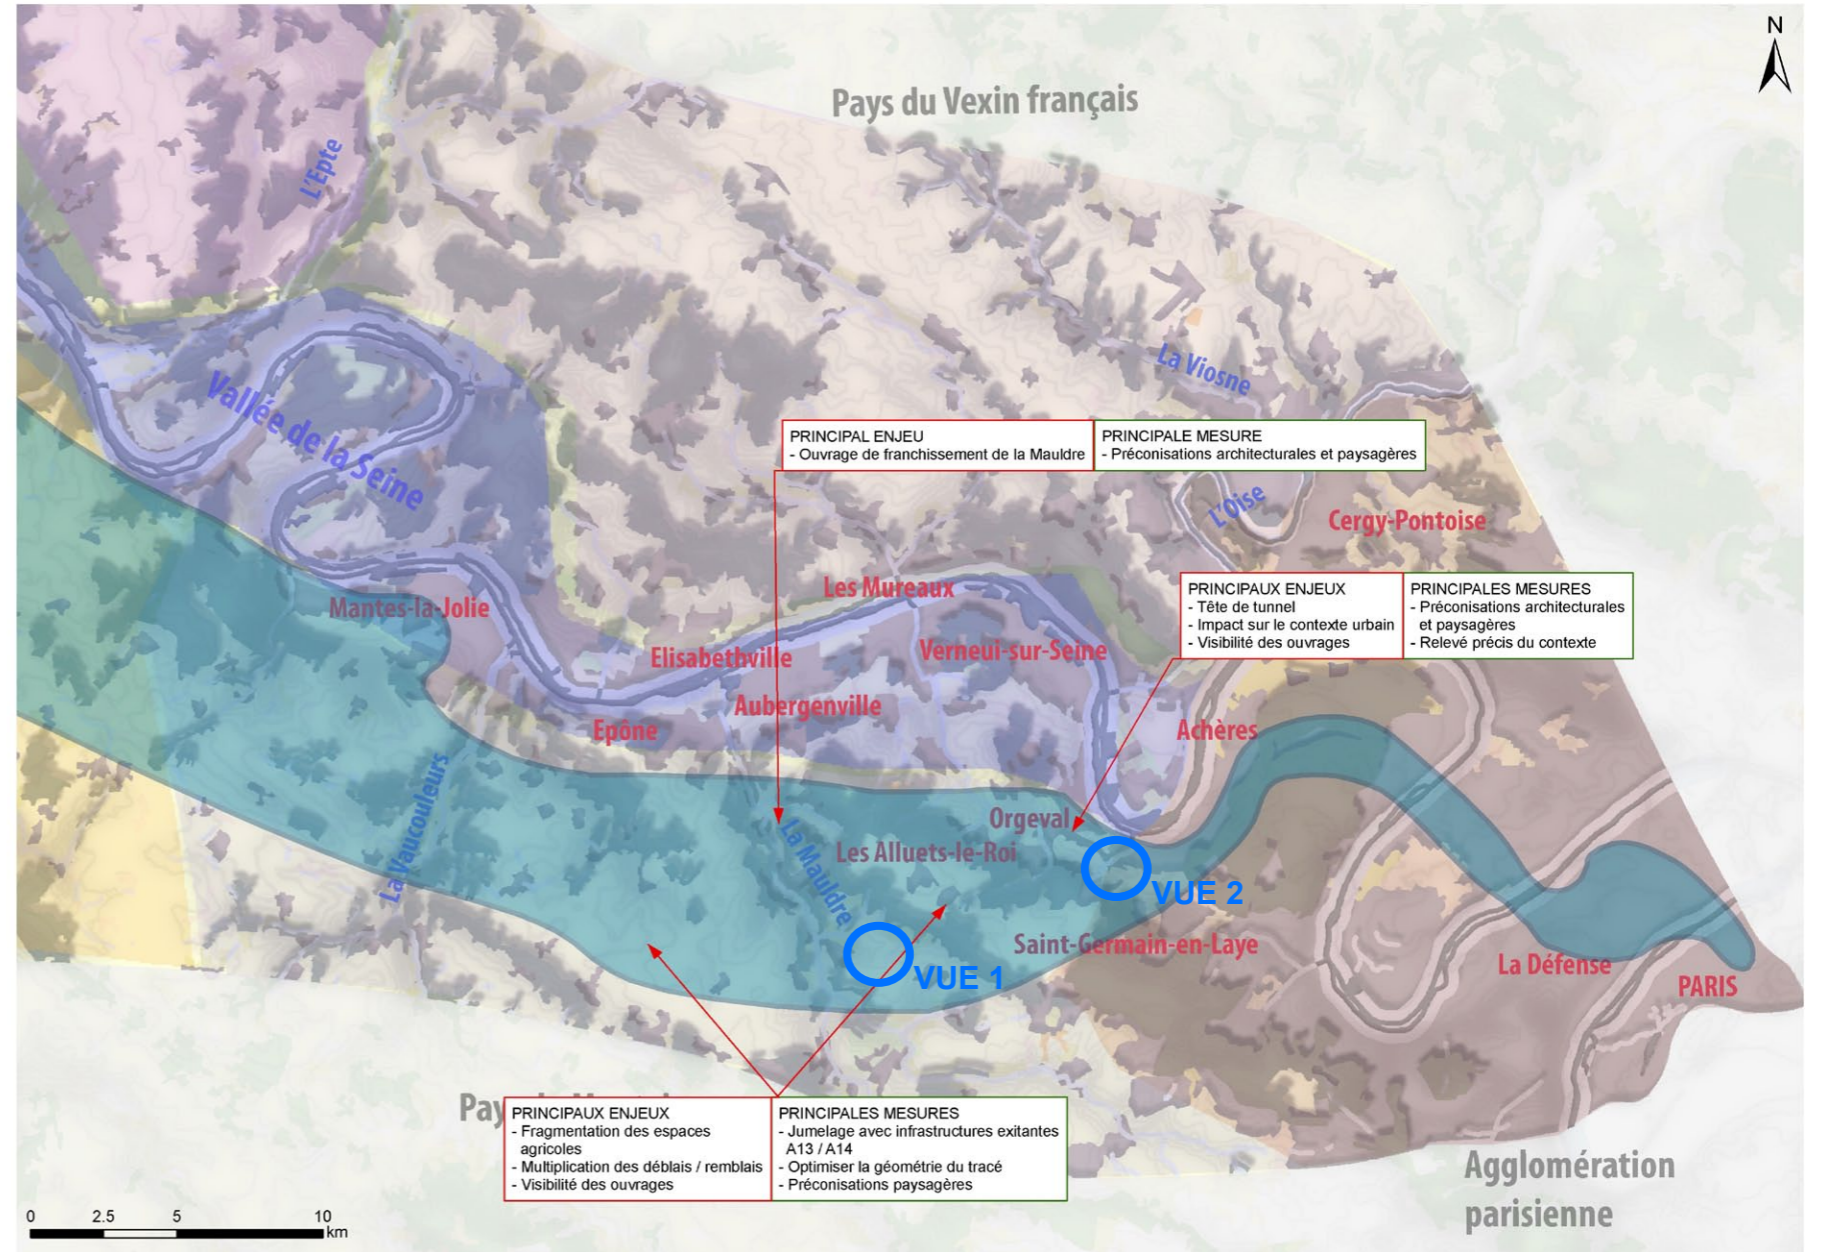 N
Pays du Vexin français
L'Epte
La Viosne
Vallée de la Seine
PRINCIPAL ENJEU
- Ouvrage de franchissement de la Mauldre
PRINCIPALE MESURE
- Préconisations architecturales et paysagères
L'Oise
Cergy-Pontoise
Les Mureaux
Mantes-la-Jolie
PRINCIPAUX ENJEUX
- Tête de tunnel
- Impact sur le contexte urbain
- Visibilité des ouvrages
PRINCIPALES MESURES
- Préconisations architecturales
et paysagères
- Relevé précis du contexte
Elisabethville
Verneui-sur-Seine
Aubergenville
Epône
Achères
La Vaucouleurs
Orgeval
La Mauldre
Les Alluets-le-Roi
VUE 2
Saint-Germain-en-Laye
VUE 1
La Défense
PARIS
Pay
PRINCIPAUX ENJEUX
- Fragmentation des espaces
agricoles
- Multiplication des déblais / remblais
- Visibilité des ouvrages
PRINCIPALES MESURES
- Jumelage avec infrastructures exitantes
A13 / A14
- Optimiser la géométrie du tracé
- Préconisations paysagères
Agglomération
parisienne
0 2.5 5 10
km